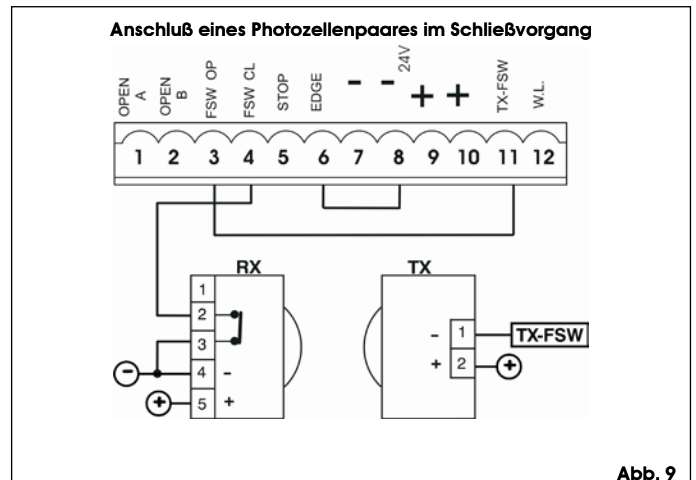 Anschluß eines Photozellenpaares im Schließvorgang
OPEN A
OPEN B
FSW OP
FSW CL
STOP
EDGE
-
-
24V
+
+
TX-FSW
W.L.
1 2 3 4 5 6 7 8 9 10 11 12
RX
TX
1
2
3
- 4 -
+ 5 +
- 1 TX-FSW
+ 2 +
Abb. 9